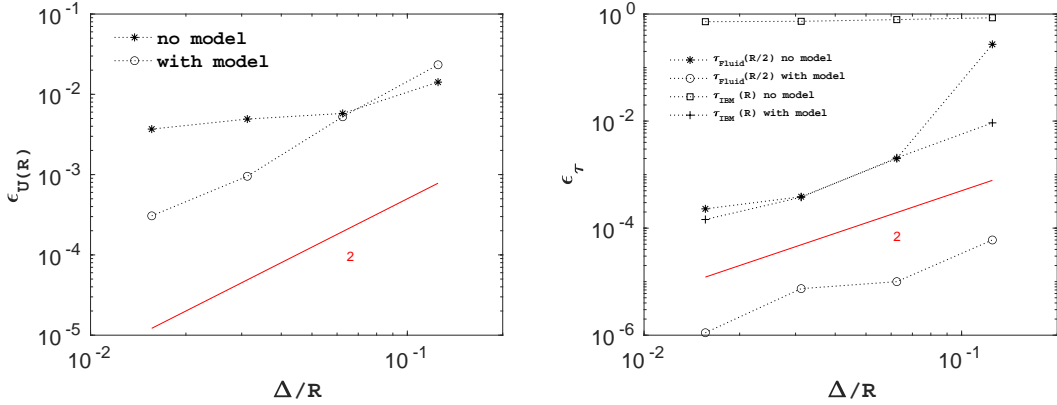 no model
with model
10^-1
10^-2
10^-3
10^-4
10^-5
ϵ_U(R)
2
10^-2
10^-1
Δ/R
τ_Fluid(R/2) no model
τ_Fluid(R/2) with model
τ_IBM(R) no model
τ_IBM(R) with model
10^0
10^-2
10^-4
10^-6
ϵ_τ
2
10^-2
10^-1
Δ/R